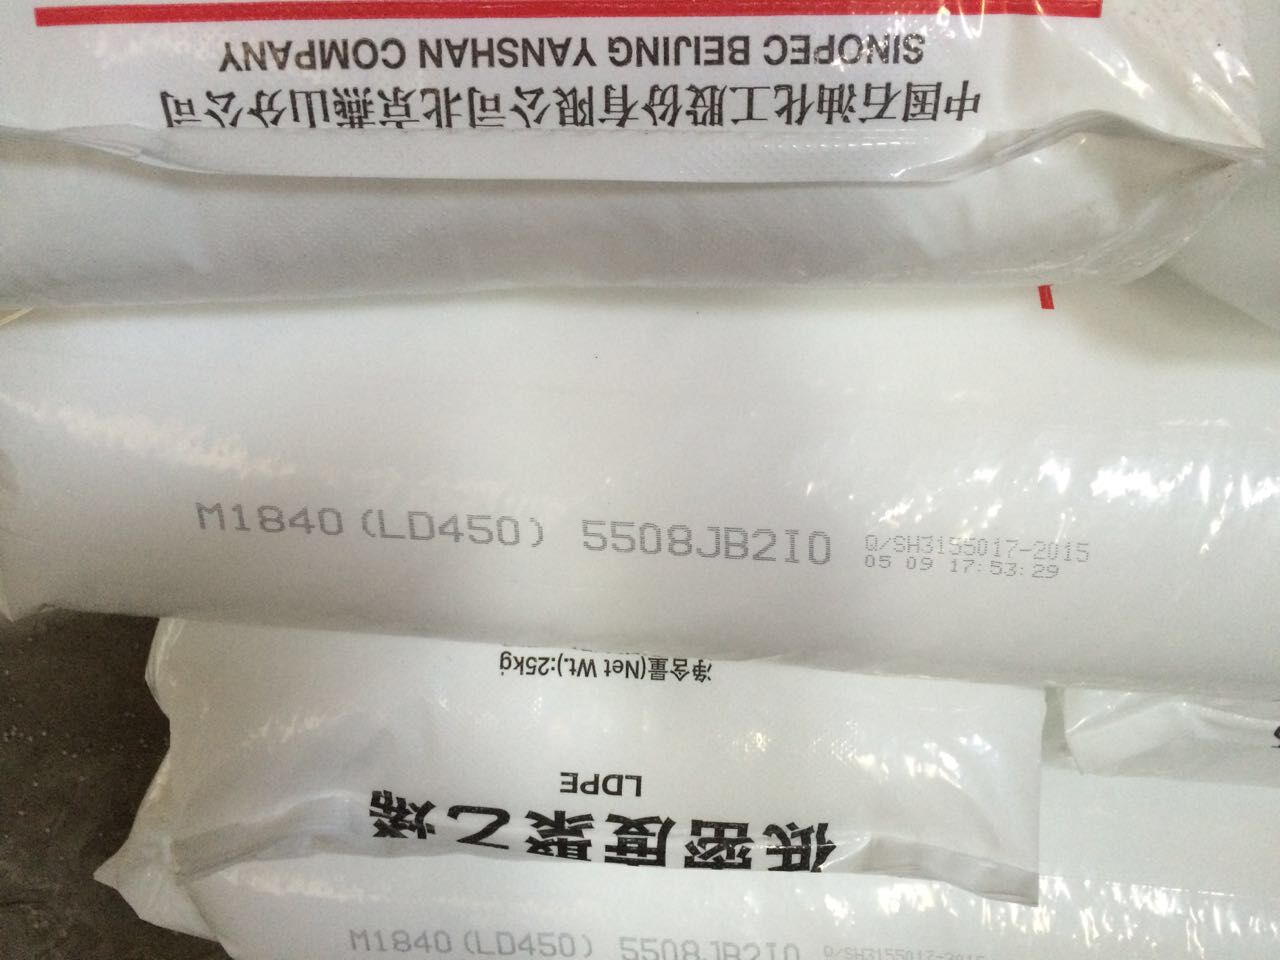 SINOPEC BEIJING YANSHAN COMPANY
中国石油化工股份有限公司北京燕山分公司
M1840(LD450) 5508JB2I0
Q/SH3155017-2015
05 09 17:53:29
净含量(Net Wt.):25kg
LDPE
低密度聚乙烯
M1840(LD450) 5508JB2I0
Q/SH3155017-2015